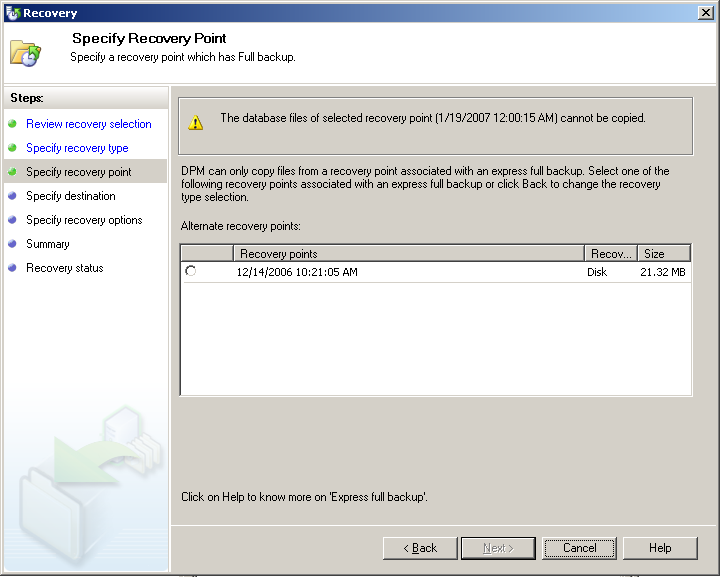 Recovery
Specify Recovery Point
Specify a recovery point which has Full backup.
Steps:
Review recovery selection
Specify recovery type
Specify recovery point
Specify destination
Specify recovery options
Summary
Recovery status
The database files of selected recovery point (1/19/2007 12:00:15 AM) cannot be copied.
DPM can only copy files from a recovery point associated with an express full backup. Select one of the
following recovery points associated with an express full backup or click Back to change the recovery
type selection.
Alternate recovery points:
Recovery points Recov... Size
12/14/2006 10:21:05 AM Disk 21.32 MB
Click on Help to know more on 'Express full backup'.
< Back Next > Cancel Help